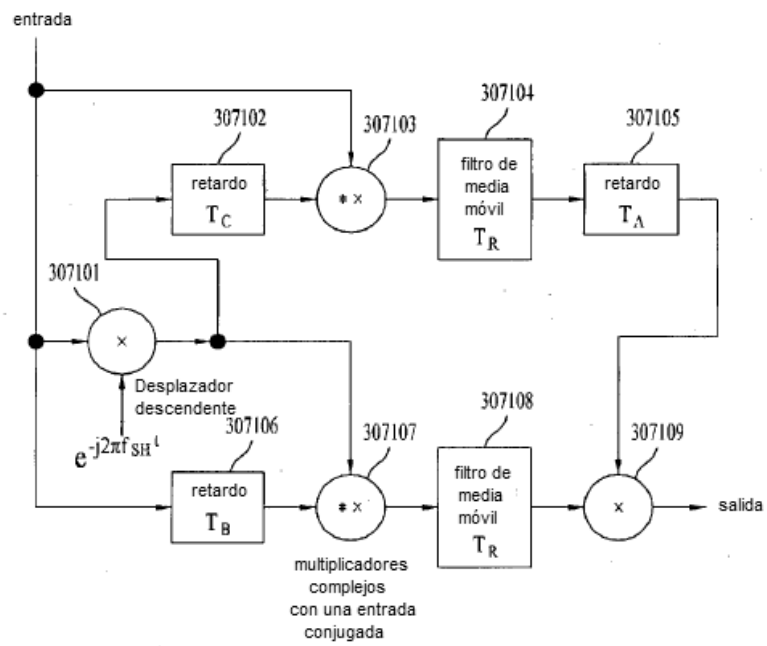 entrada
307102
retardo
T_C
307103
* ×
307104
filtro de
media
móvil
T_R
307105
retardo
T_A
307101
×
Desplazador
descendente
e^-j2πf_SH t
307106
retardo
T_B
307107
* ×
multiplicadores
complejos
con una entrada
conjugada
307108
filtro de
media
móvil
T_R
307109
×
salida